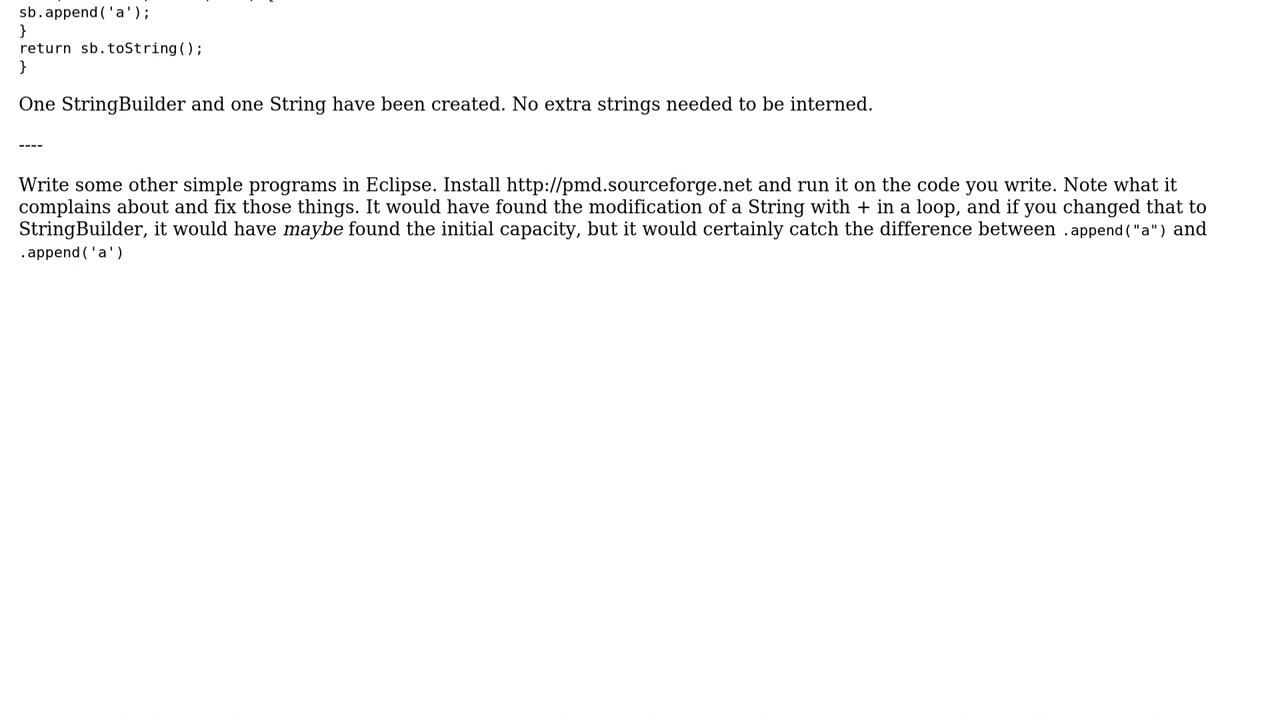 sb.append('a');
}
return sb.toString();
}
One StringBuilder and one String have been created. No extra strings needed to be interned.
----
Write some other simple programs in Eclipse. Install http://pmd.sourceforge.net and run it on the code you write. Note what it
complains about and fix those things. It would have found the modification of a String with + in a loop, and if you changed that to
StringBuilder, it would have maybe found the initial capacity, but it would certainly catch the difference between .append("a") and
.append('a')